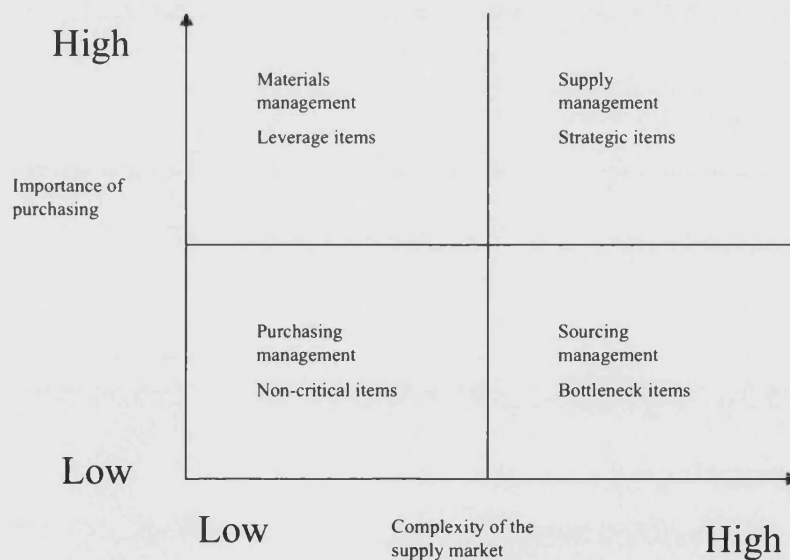 High
Materials
management
Leverage items
Supply
management
Strategic items
Importance of
purchasing
Purchasing
management
Non-critical items
Sourcing
management
Bottleneck items
Low
Low
Complexity of the
supply market
High